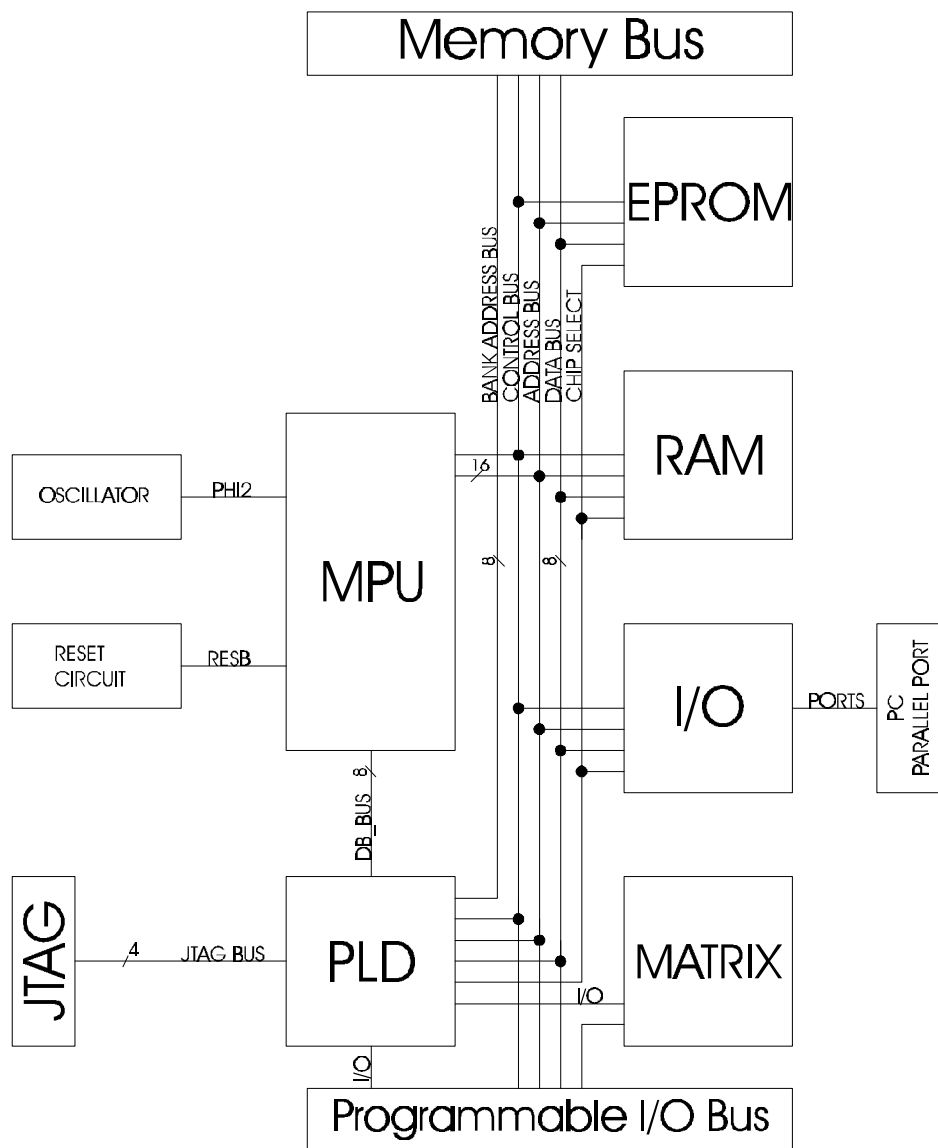 Memory Bus
EPROM
BANK ADDRESS BUS
CONTROL BUS
ADDRESS BUS
DATA BUS
CHIP SELECT
RAM
16
OSCILLATOR
PHI2
MPU
8
8
RESET
CIRCUIT
RESB
I/O
PORTS
PC
PARALLEL PORT
8
DB_BUS
JTAG
4
JTAG BUS
PLD
MATRIX
I/O
I/O
Programmable I/O Bus